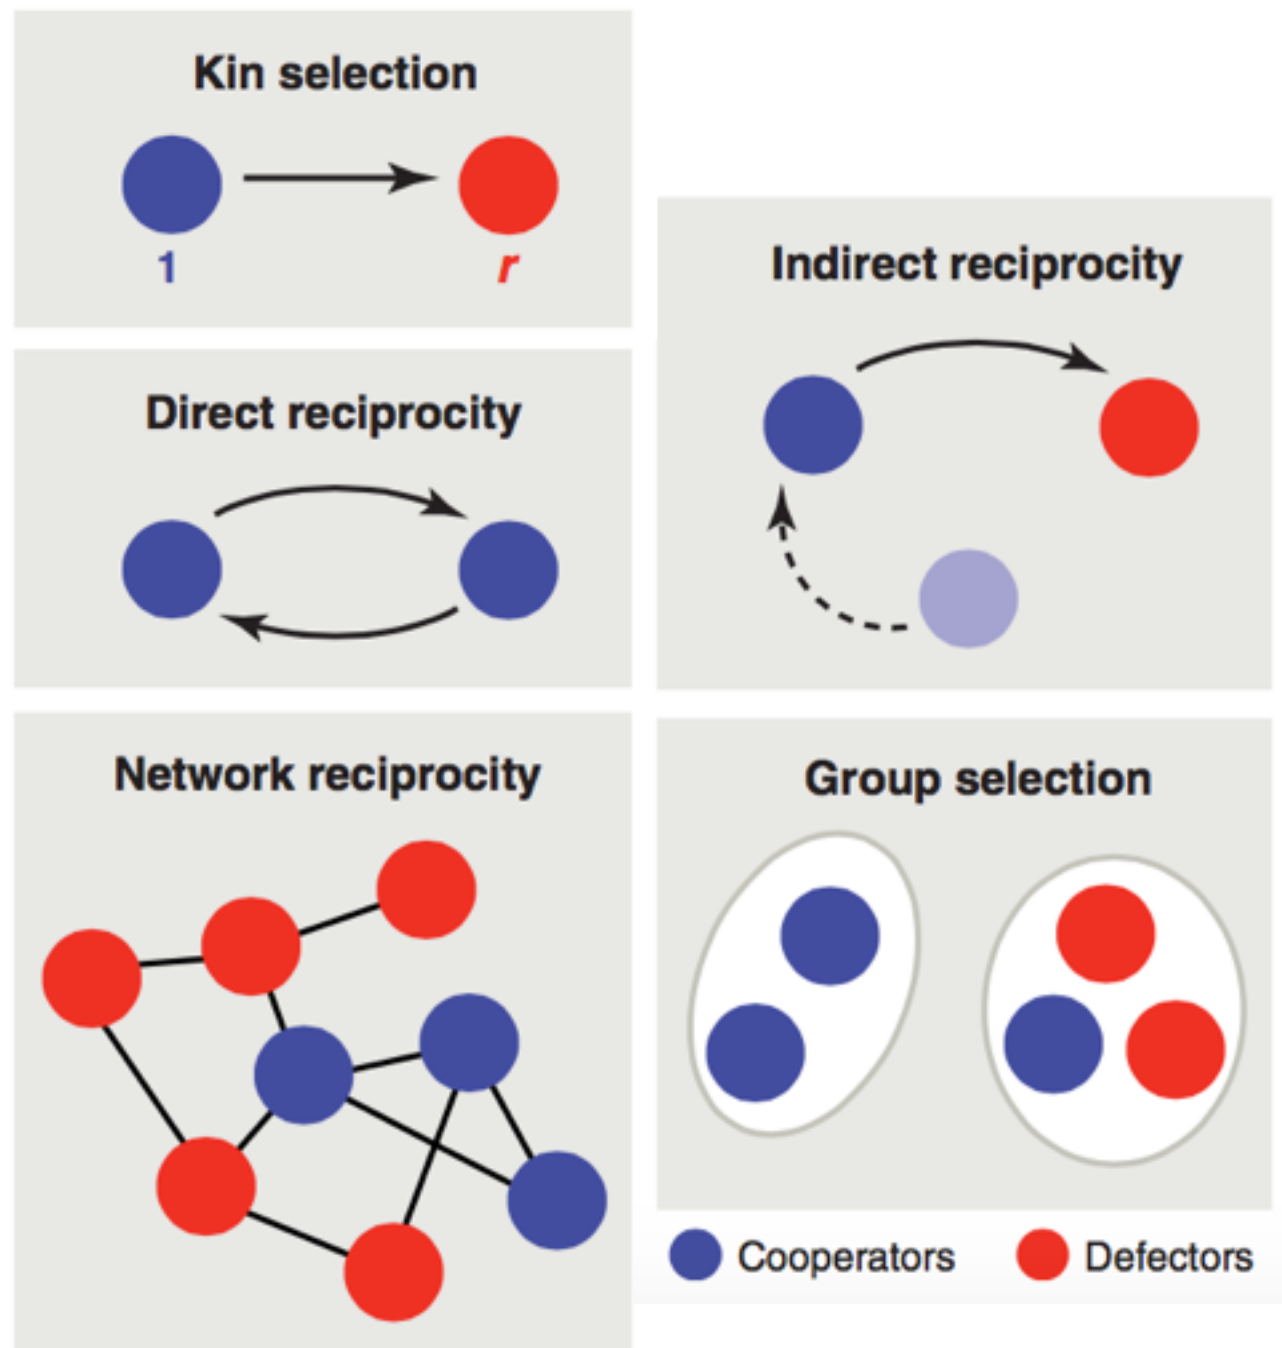 Kin selection
1
r
Direct reciprocity
Indirect reciprocity
Network reciprocity
Group selection
Cooperators
Defectors